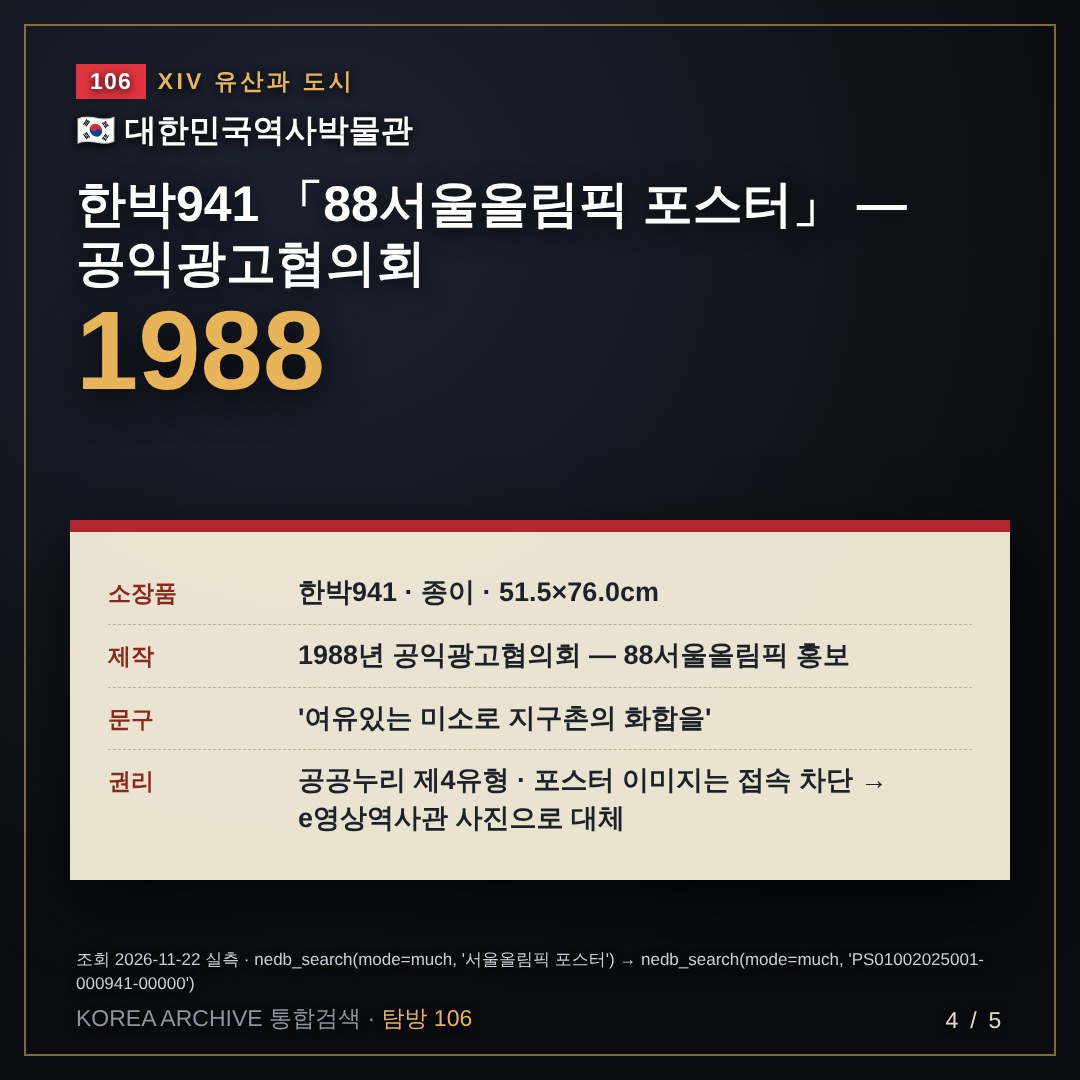 106 XIV 유산과 도시
🇰🇷 대한민국역사박물관
한박941 「88서울올림픽 포스터」 —
공익광고협의회
1988
소장품 한박941 · 종이 · 51.5×76.0cm
제작 1988년 공익광고협의회 — 88서울올림픽 홍보
문구 '여유있는 미소로 지구촌의 화합을'
권리 공공누리 제4유형 · 포스터 이미지는 접속 차단 →
e영상역사관 사진으로 대체
조회 2026-11-22 실측 · nedb_search(mode=much, '서울올림픽 포스터') → nedb_search(mode=much, 'PS01002025001-
000941-00000')
KOREA ARCHIVE 통합검색 · 탐방 106
4 / 5